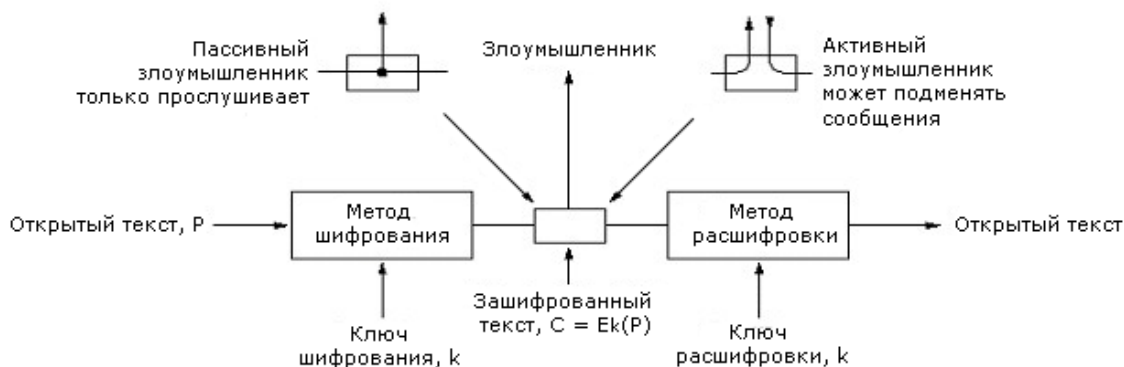 Пассивный
злоумышленник
только прослушивает
Злоумышленник
Активный
злоумышленник
может подменять
сообщения
Открытый текст, P
Метод
шифрования
Метод
расшифровки
Открытый текст
Зашифрованный
текст, C = Ek(P)
Ключ
шифрования, k
Ключ
расшифровки, k